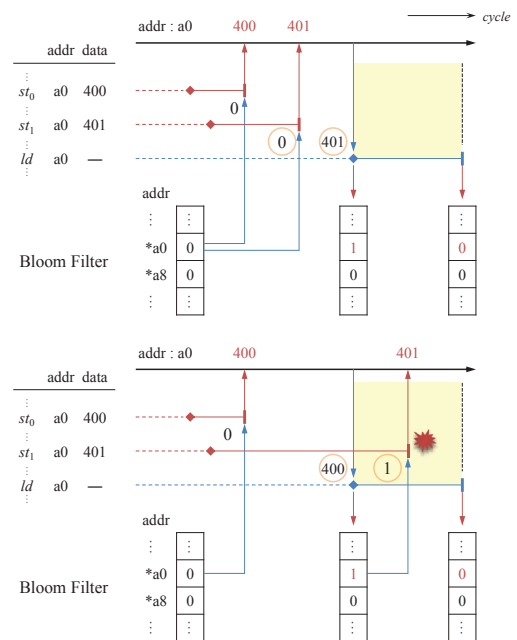 addr : a0 400 401 cycle
addr data
⋮
st0 a0 400
0
st1 a0 401
0 401
ld a0 —
⋮
addr
⋮ ⋮ ⋮
*a0 0 1 0
Bloom Filter
*a8 0 0 0
⋮ ⋮ ⋮
addr : a0 400 401
addr data
⋮
st0 a0 400
0
st1 a0 401
400 1
ld a0 —
⋮
addr
⋮ ⋮ ⋮
*a0 0 1 0
Bloom Filter
*a8 0 0 0
⋮ ⋮ ⋮